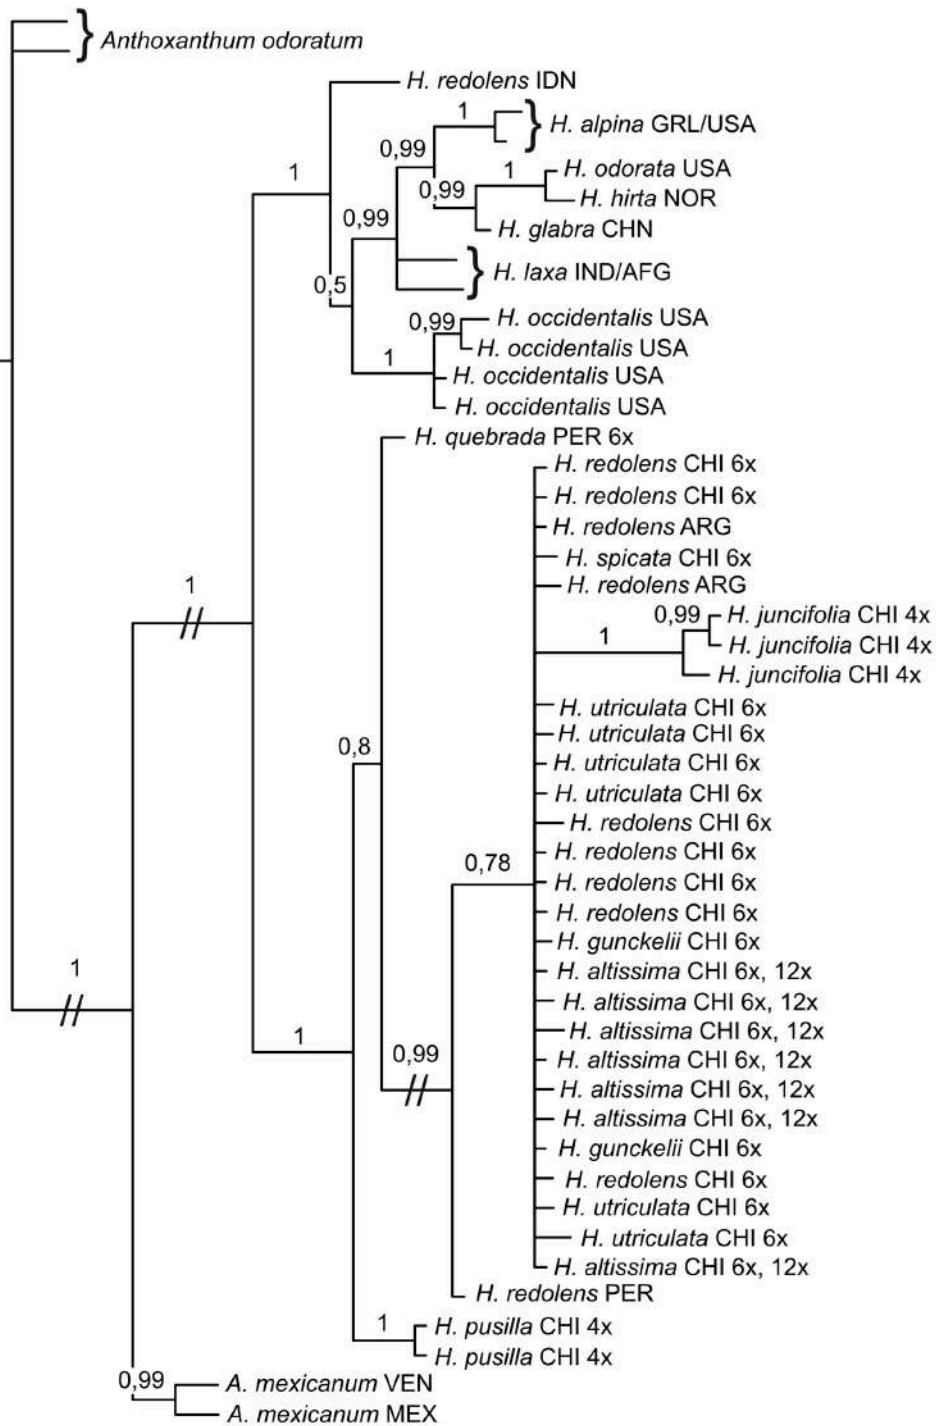 Anthoxanthum odoratum
H. redolens IDN
1
H. alpina GRL/USA
0,99
1
H. odorata USA
1
0,99
H. hirta NOR
0,99
H. glabra CHN
H. laxa IND/AFG
0,5
H. occidentalis USA
0,99
H. occidentalis USA
1
H. occidentalis USA
H. occidentalis USA
H. quebrada PER 6x
H. redolens CHI 6x
H. redolens CHI 6x
H. redolens ARG
H. spicata CHI 6x
H. redolens ARG
1
0,99
H. juncifolia CHI 4x
1
H. juncifolia CHI 4x
H. juncifolia CHI 4x
H. utriculata CHI 6x
H. utriculata CHI 6x
0,8
H. utriculata CHI 6x
H. utriculata CHI 6x
H. redolens CHI 6x
H. redolens CHI 6x
0,78
H. redolens CHI 6x
H. redolens CHI 6x
H. gunckelii CHI 6x
1
H. altissima CHI 6x, 12x
H. altissima CHI 6x, 12x
H. altissima CHI 6x, 12x
1
0,99
H. altissima CHI 6x, 12x
H. altissima CHI 6x, 12x
H. altissima CHI 6x, 12x
H. gunckelii CHI 6x
H. redolens CHI 6x
H. utriculata CHI 6x
H. utriculata CHI 6x
H. altissima CHI 6x, 12x
H. redolens PER
1
H. pusilla CHI 4x
H. pusilla CHI 4x
0,99
A. mexicanum VEN
A. mexicanum MEX